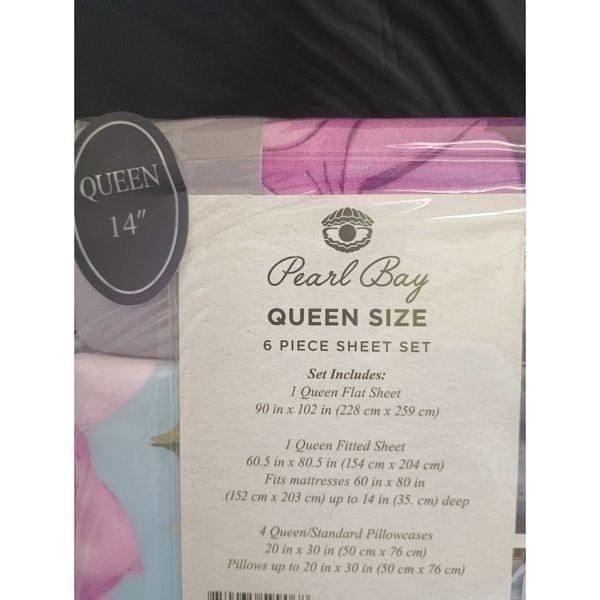 QUEEN
14"
Pearl Bay
QUEEN SIZE
6 PIECE SHEET SET
Set Includes:
1 Queen Flat Sheet
90 in x 102 in (228 cm x 259 cm)
1 Queen Fitted Sheet
60.5 in x 80.5 in (154 cm x 204 cm)
Fits mattresses 60 in x 80 in
(152 cm x 203 cm) up to 14 in (35. cm) deep
4 Queen/Standard Pillowcases
20 in x 30 in (50 cm x 76 cm)
Pillows up to 20 in x 30 in (50 cm x 76 cm)